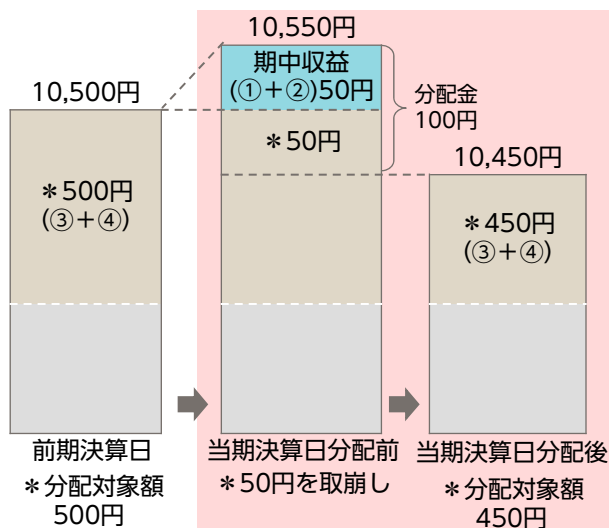 10,550円
期中収益
(①+②)50円
10,500円
分配金
100円
*50円
10,450円
*500円
(③+④)
*450円
(③+④)
前期決算日
当期決算日分配前
当期決算日分配後
*分配対象額
500円
*50円を取崩し
*分配対象額
450円